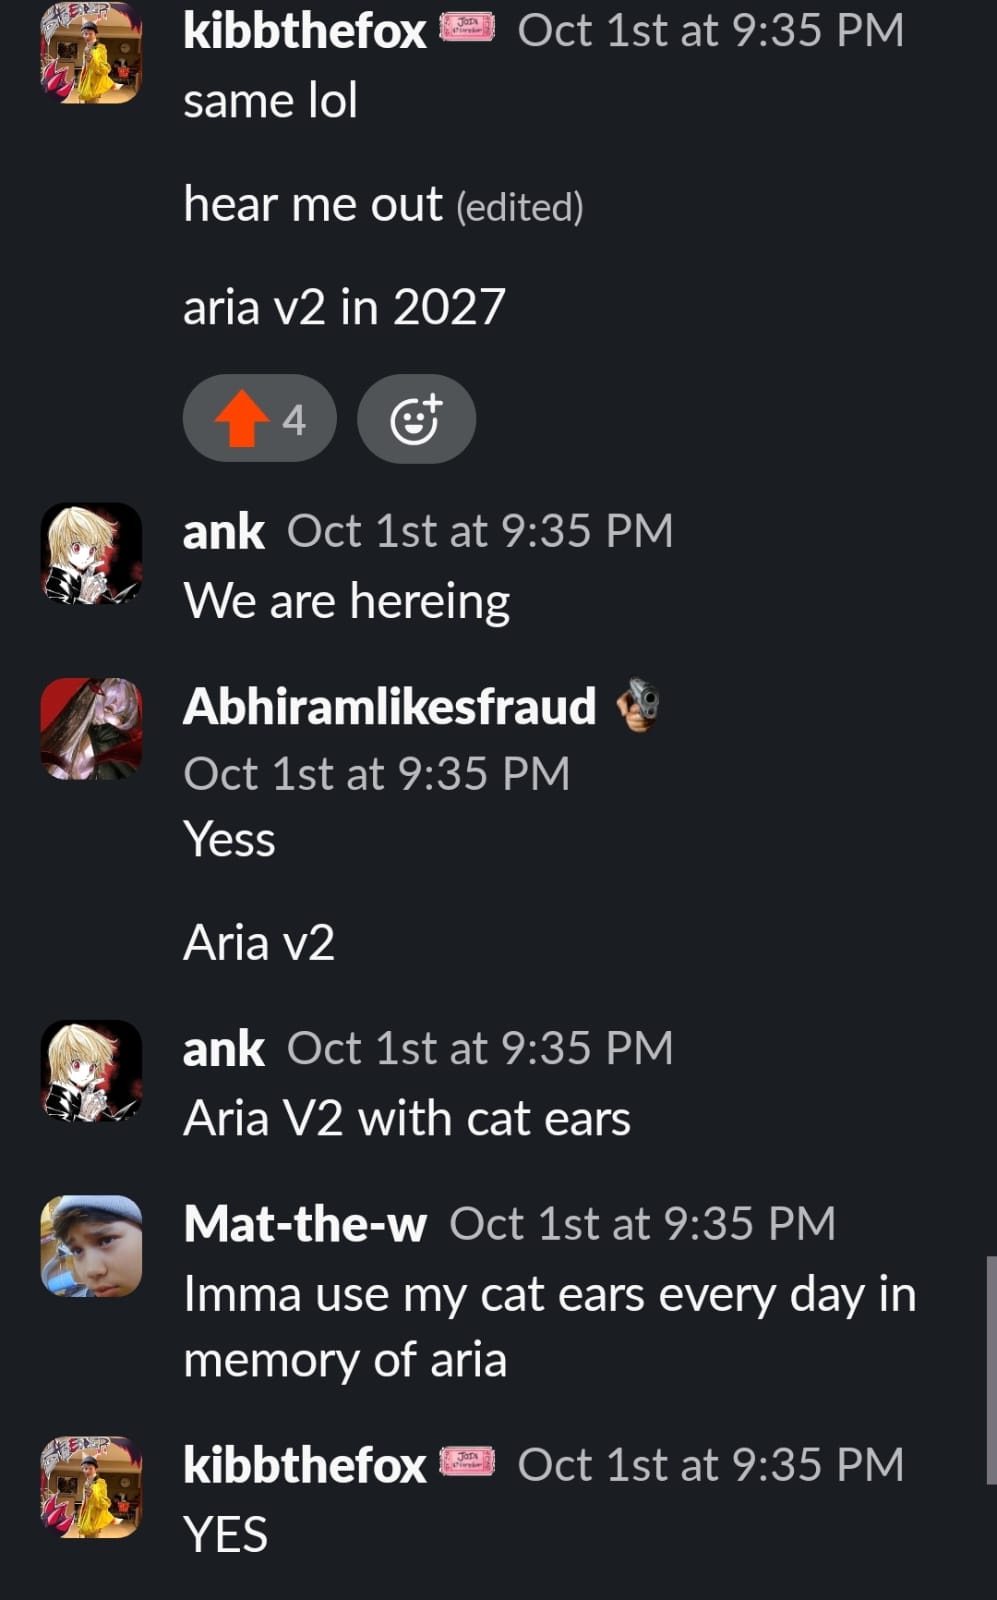 kibbthefox Oct 1st at 9:35 PM
same lol
hear me out (edited)
aria v2 in 2027
4
ank Oct 1st at 9:35 PM
We are hereing
Abhiramlikesfraud
Oct 1st at 9:35 PM
Yess
Aria v2
ank Oct 1st at 9:35 PM
Aria V2 with cat ears
Mat-the-w Oct 1st at 9:35 PM
Imma use my cat ears every day in
memory of aria
kibbthefox Oct 1st at 9:35 PM
YES